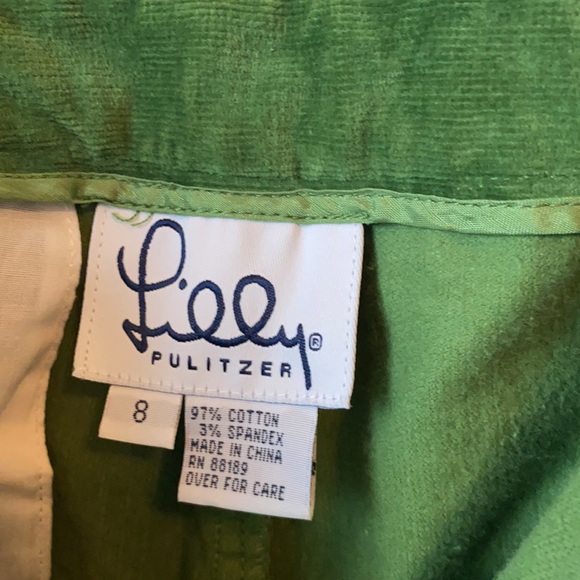 Lilly®
PULITZER
8
97% COTTON
3% SPANDEX
MADE IN CHINA
RN 88189
OVER FOR CARE